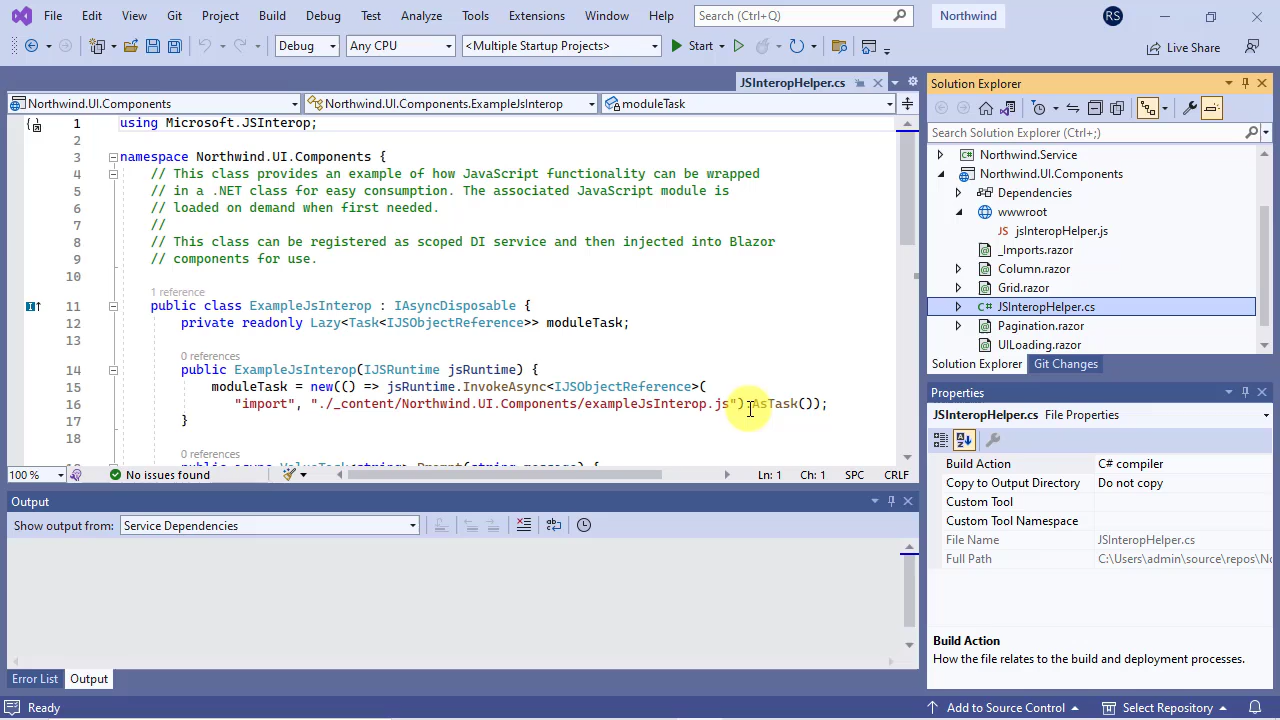 File Edit View Git Project Build Debug Test Analyze Tools Extensions Window Help Search (Ctrl+Q) Northwind RS
Debug Any CPU <Multiple Startup Projects> Start Live Share
JSInteropHelper.cs
Northwind.UI.Components Northwind.UI.Components.ExampleJsInterop moduleTask
1 using Microsoft.JSInterop;
2
3 namespace Northwind.UI.Components {
4 // This class provides an example of how JavaScript functionality can be wrapped
5 // in a .NET class for easy consumption. The associated JavaScript module is
6 // loaded on demand when first needed.
7 //
8 // This class can be registered as scoped DI service and then injected into Blazor
9 // components for use.
10
1 reference
11 public class ExampleJsInterop : IAsyncDisposable {
12 private readonly Lazy<Task<IJSObjectReference>> moduleTask;
13
0 references
14 public ExampleJsInterop(IJSRuntime jsRuntime) {
15 moduleTask = new(() => jsRuntime.InvokeAsync<IJSObjectReference>(
16 "import", "./_content/Northwind.UI.Components/exampleJsInterop.js").AsTask());
17 }
18
0 references
public async ValueTask<string> Prompt(string message) {
100 % No issues found Ln: 1 Ch: 1 SPC CRLF
Output
Show output from: Service Dependencies
Error List Output
Solution Explorer
Search Solution Explorer (Ctrl+;)
Northwind.Service
Northwind.UI.Components
Dependencies
wwwroot
jsInteropHelper.js
_Imports.razor
Column.razor
Grid.razor
JSInteropHelper.cs
Pagination.razor
UILoading.razor
Solution Explorer Git Changes
Properties
JSInteropHelper.cs File Properties
Build Action C# compiler
Copy to Output Directory Do not copy
Custom Tool
Custom Tool Namespace
File Name JSInteropHelper.cs
Full Path C:\Users\admin\source\repos\No
Build Action
How the file relates to the build and deployment processes.
Ready Add to Source Control Select Repository